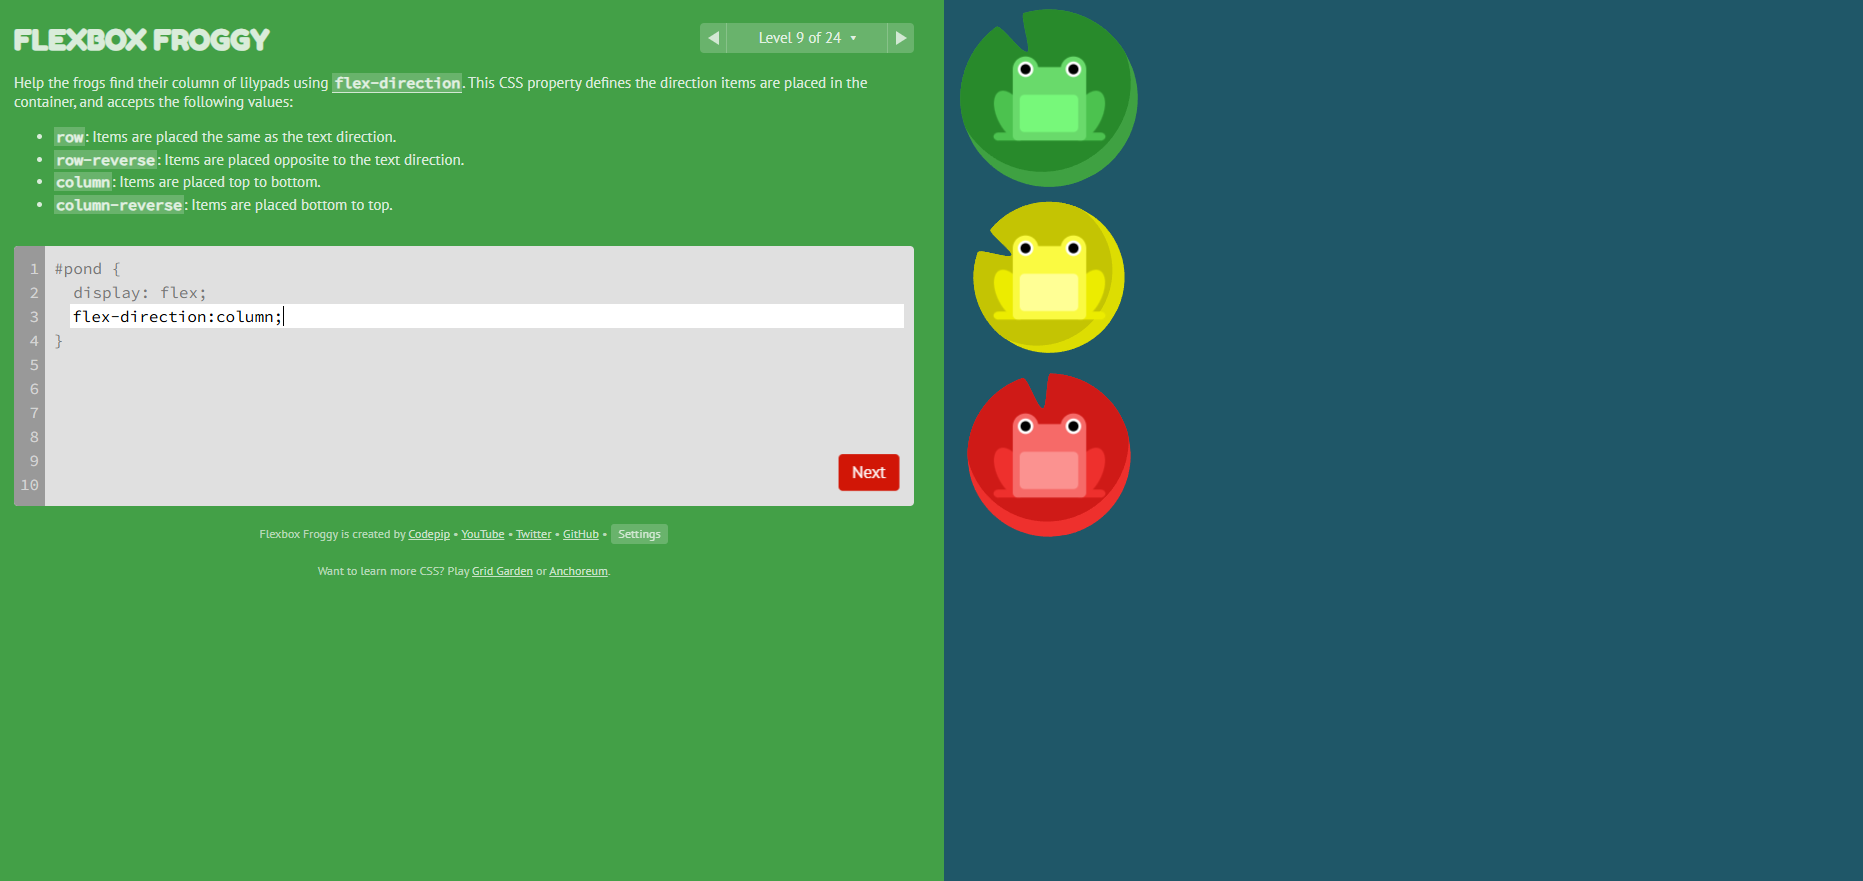 FLEXBOX FROGGY
◀ Level 9 of 24 ▾ ▶
Help the frogs find their column of lilypads using flex-direction. This CSS property defines the direction items are placed in the
container, and accepts the following values:
• row: Items are placed the same as the text direction.
• row-reverse: Items are placed opposite to the text direction.
• column: Items are placed top to bottom.
• column-reverse: Items are placed bottom to top.
1 #pond {
2 display: flex;
3 flex-direction:column;
4 }
5
6
7
8
9
10
Next
Flexbox Froggy is created by Codepip • YouTube • Twitter • GitHub • Settings
Want to learn more CSS? Play Grid Garden or Anchoreum.